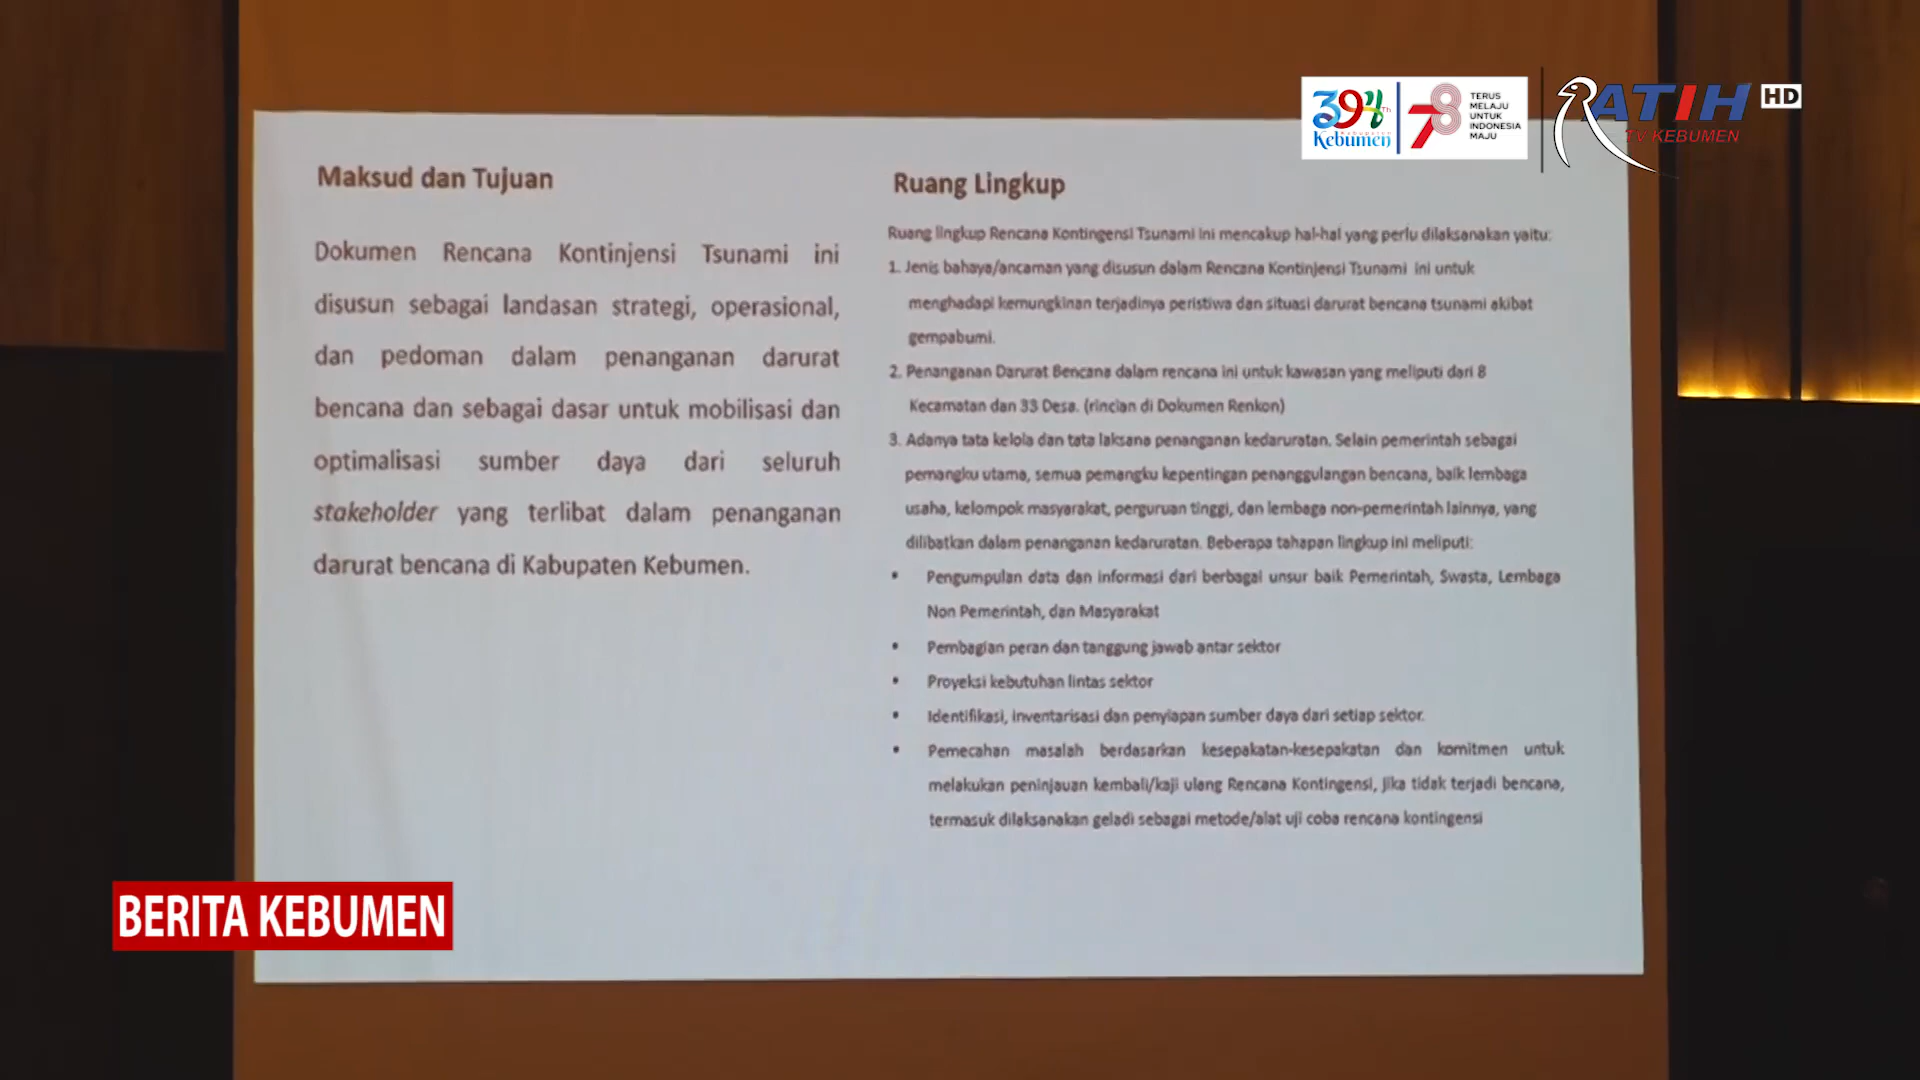 394 Th
Kabupaten
Kebumen
78
TERUS
MELAJU
UNTUK
INDONESIA
MAJU
RATIH HD
TV KEBUMEN
Maksud dan Tujuan
Dokumen Rencana Kontinjensi Tsunami ini
disusun sebagai landasan strategi, operasional,
dan pedoman dalam penanganan darurat
bencana dan sebagai dasar untuk mobilisasi dan
optimalisasi sumber daya dari seluruh
stakeholder yang terlibat dalam penanganan
darurat bencana di Kabupaten Kebumen.
Ruang Lingkup
Ruang lingkup Rencana Kontingensi Tsunami ini mencakup hal-hal yang perlu dilaksanakan yaitu:
1. Jenis bahaya/ancaman yang disusun dalam Rencana Kontinjensi Tsunami ini untuk
menghadapi kemungkinan terjadinya peristiwa dan situasi darurat bencana tsunami akibat
gempabumi.
2. Penanganan Darurat Bencana dalam rencana ini untuk kawasan yang meliputi dari 8
Kecamatan dan 33 Desa. (rincian di Dokumen Renkon)
3. Adanya tata kelola dan tata laksana penanganan kedaruratan. Selain pemerintah sebagai
pemangku utama, semua pemangku kepentingan penanggulangan bencana, baik lembaga
usaha, kelompok masyarakat, perguruan tinggi, dan lembaga non-pemerintah lainnya, yang
dilibatkan dalam penanganan kedaruratan. Beberapa tahapan lingkup ini meliputi:
• Pengumpulan data dan informasi dari berbagai unsur baik Pemerintah, Swasta, Lembaga
Non Pemerintah, dan Masyarakat
• Pembagian peran dan tanggung jawab antar sektor
• Proyeksi kebutuhan lintas sektor
• Identifikasi, inventarisasi dan penyiapan sumber daya dari setiap sektor.
• Pemecahan masalah berdasarkan kesepakatan-kesepakatan dan komitmen untuk
melakukan peninjauan kembali/kaji ulang Rencana Kontingensi, jika tidak terjadi bencana,
termasuk dilaksanakan geladi sebagai metode/alat uji coba rencana kontingensi
BERITA KEBUMEN